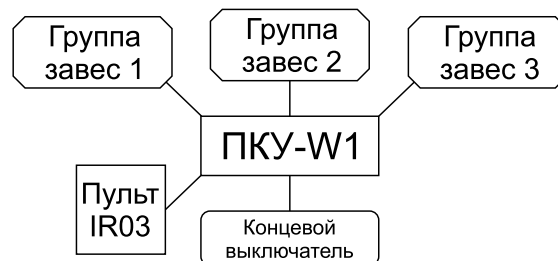 Группа
завес 1
Группа
завес 2
Группа
завес 3
ПКУ-W1
Пульт
IR03
Концевой
выключатель